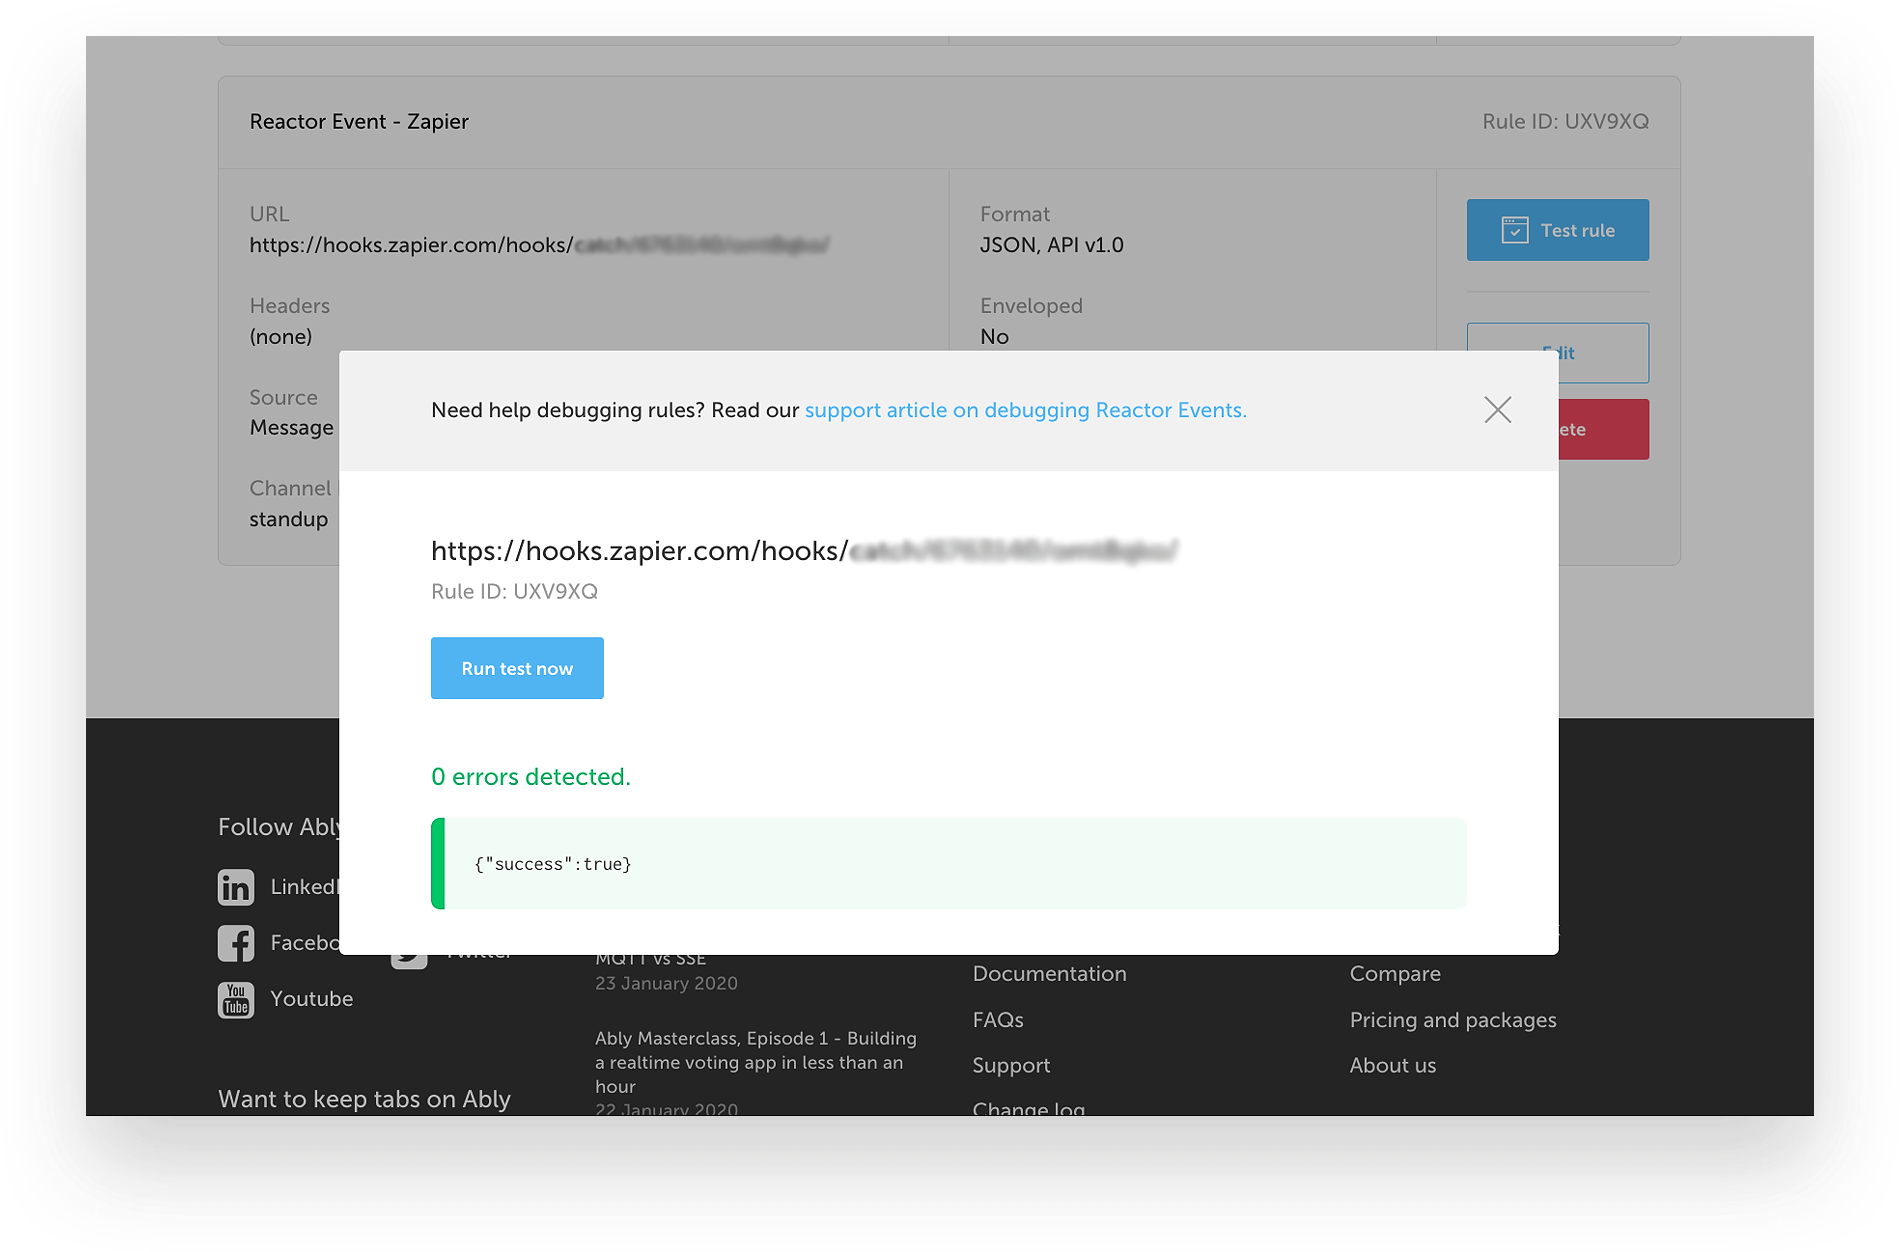 Reactor Event - Zapier
Rule ID: UXV9XQ
URL
https://hooks.zapier.com/hooks/
Headers
(none)
Source
Message
Channel
standup
Format
JSON, API v1.0
Enveloped
No
Test rule
Edit
ete
Need help debugging rules? Read our support article on debugging Reactor Events.
https://hooks.zapier.com/hooks/
Rule ID: UXV9XQ
Run test now
0 errors detected.
{"success":true}
Follow Ably
LinkedI
Facebo
Twitter
You
Tube
Youtube
Want to keep tabs on Ably
MQTT vs SSE
23 January 2020
Ably Masterclass, Episode 1 - Building
a realtime voting app in less than an
hour
22 January 2020
Documentation
FAQs
Support
Change log
Compare
Pricing and packages
About us